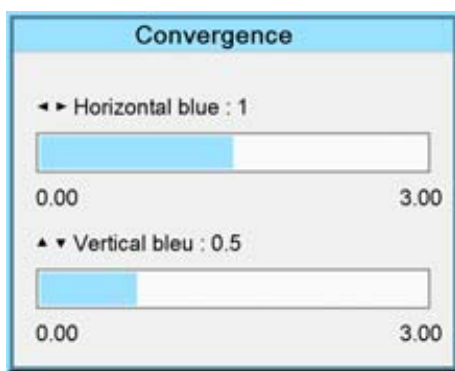 Convergence
◄ ► Horizontal blue : 1
0.00 3.00
▲ ▼ Vertical bleu : 0.5
0.00 3.00